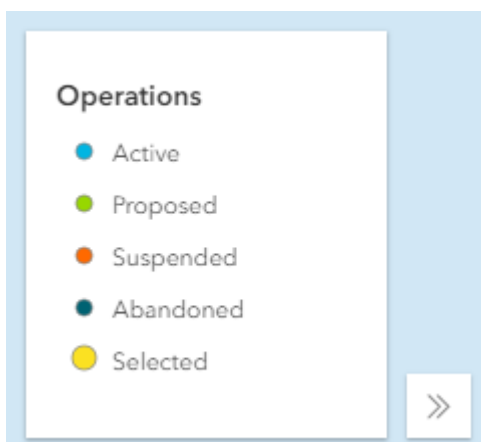 Operations
Active
Proposed
Suspended
Abandoned
Selected